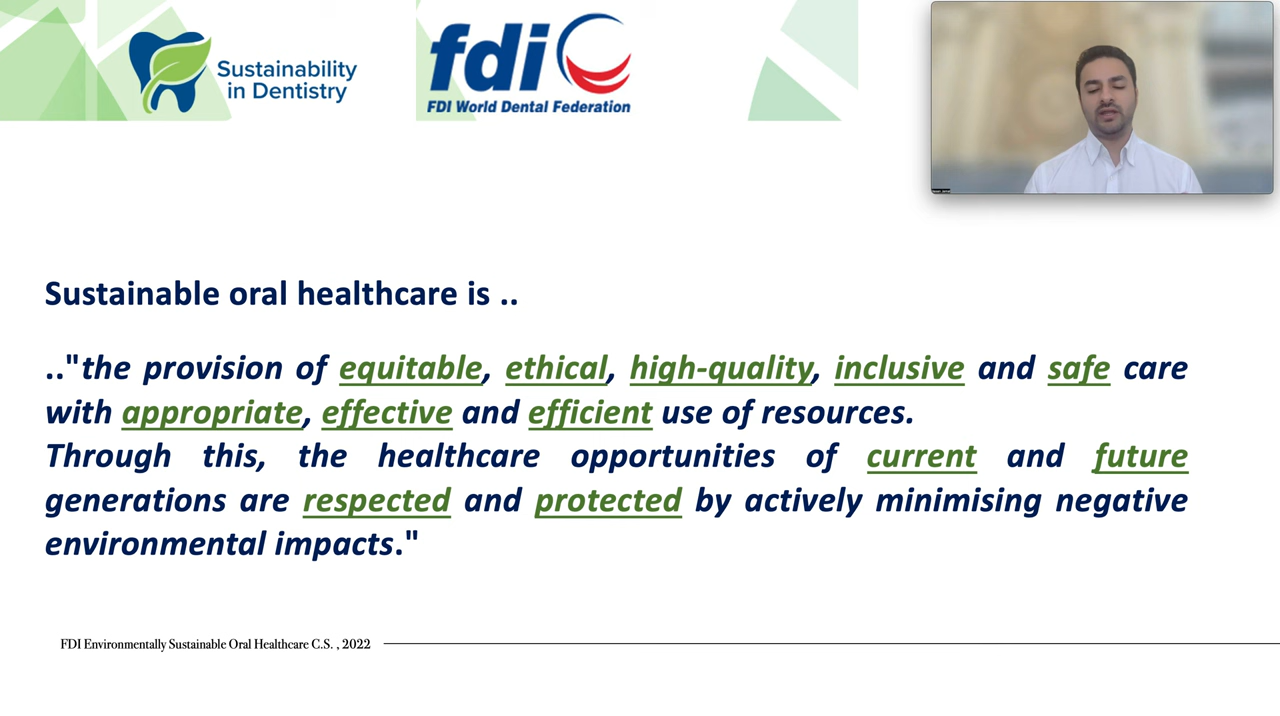 Sustainability
in Dentistry
fdi
FDI World Dental Federation
Sustainable oral healthcare is ..
.."the provision of equitable, ethical, high-quality, inclusive and safe care
with appropriate, effective and efficient use of resources.
Through this, the healthcare opportunities of current and future
generations are respected and protected by actively minimising negative
environmental impacts."
FDI Environmentally Sustainable Oral Healthcare C.S. , 2022